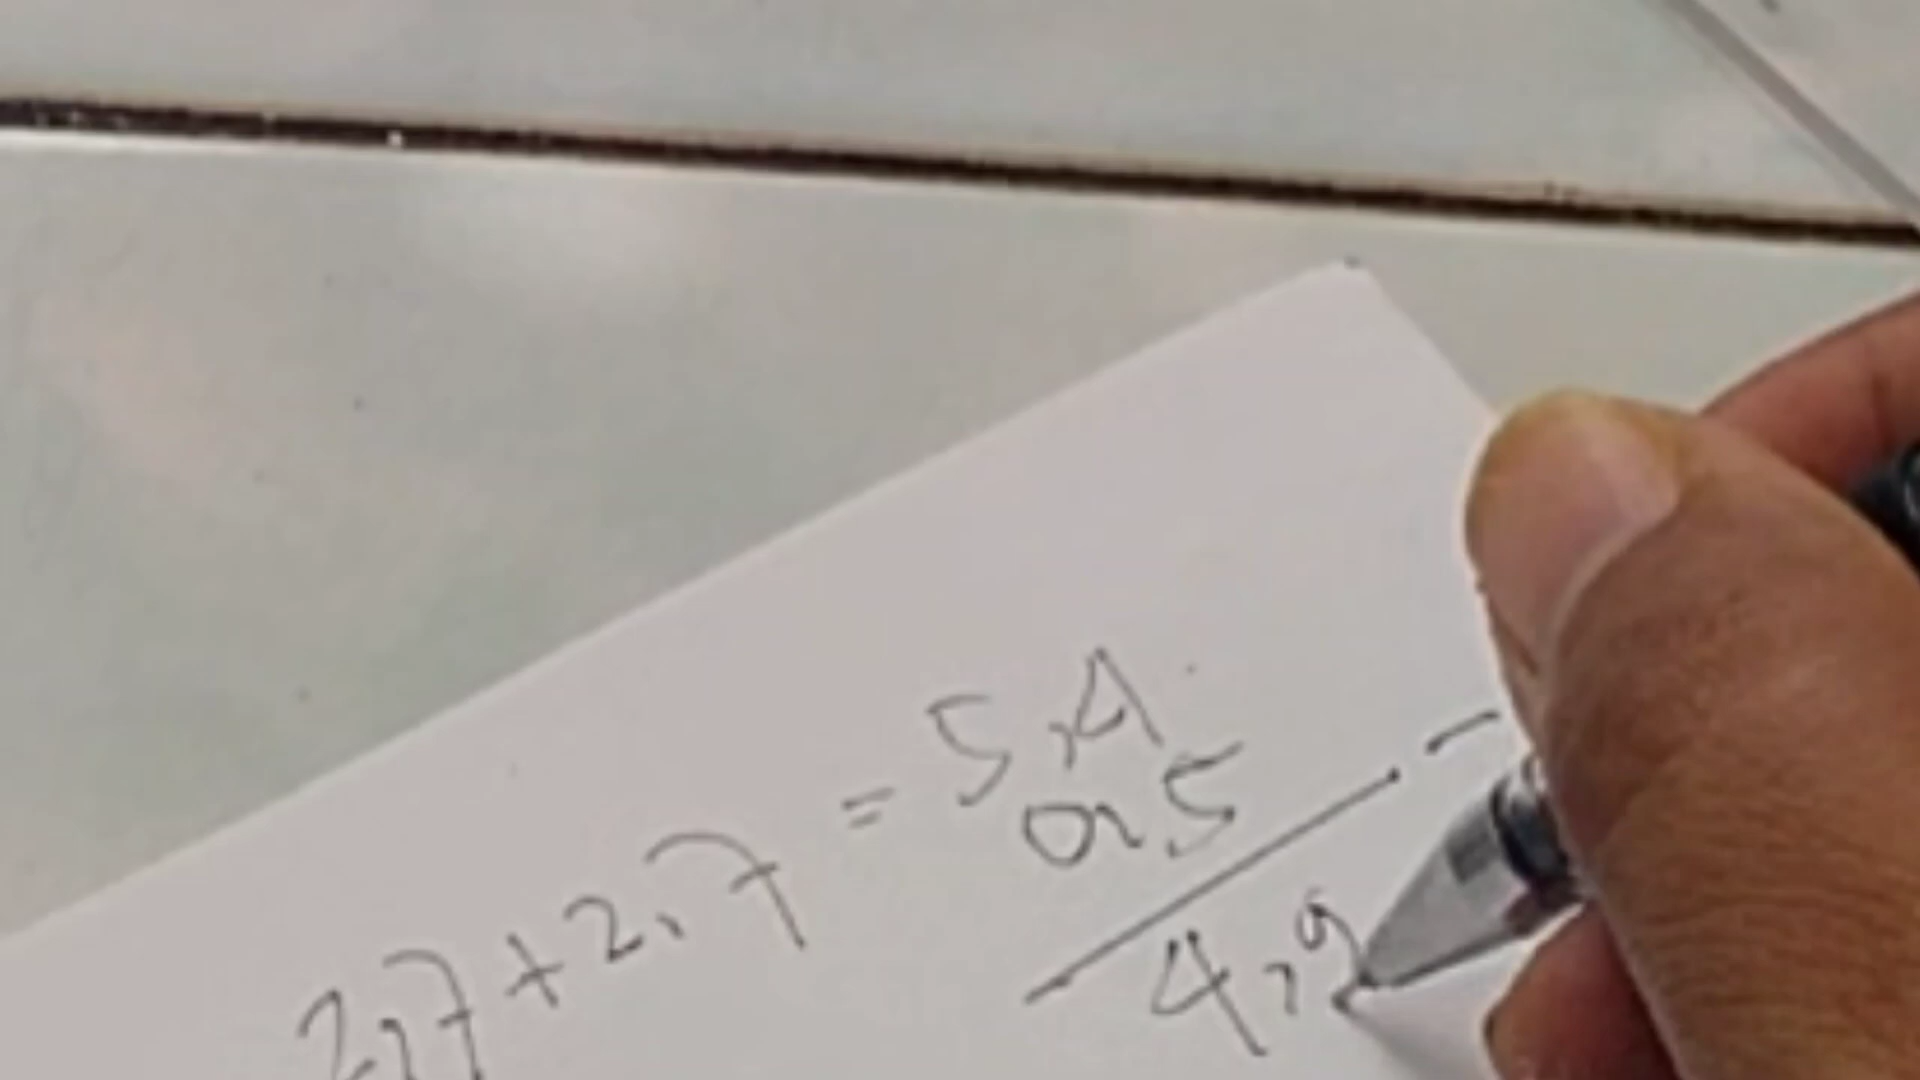 2,7 + 2,7 = 5,4
0,5 -
4,9